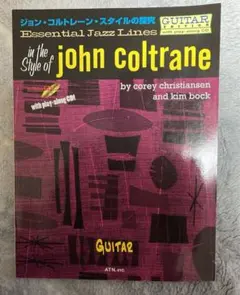 ジョン・コルトレーン・スタイルの探究
GUITAR
EDITION
with play-along CD!
Essential Jazz Lines
in the
Style of
john coltrane
with play-along CD!
by corey christiansen
and kim bock
GUITAR
ATN, inc.